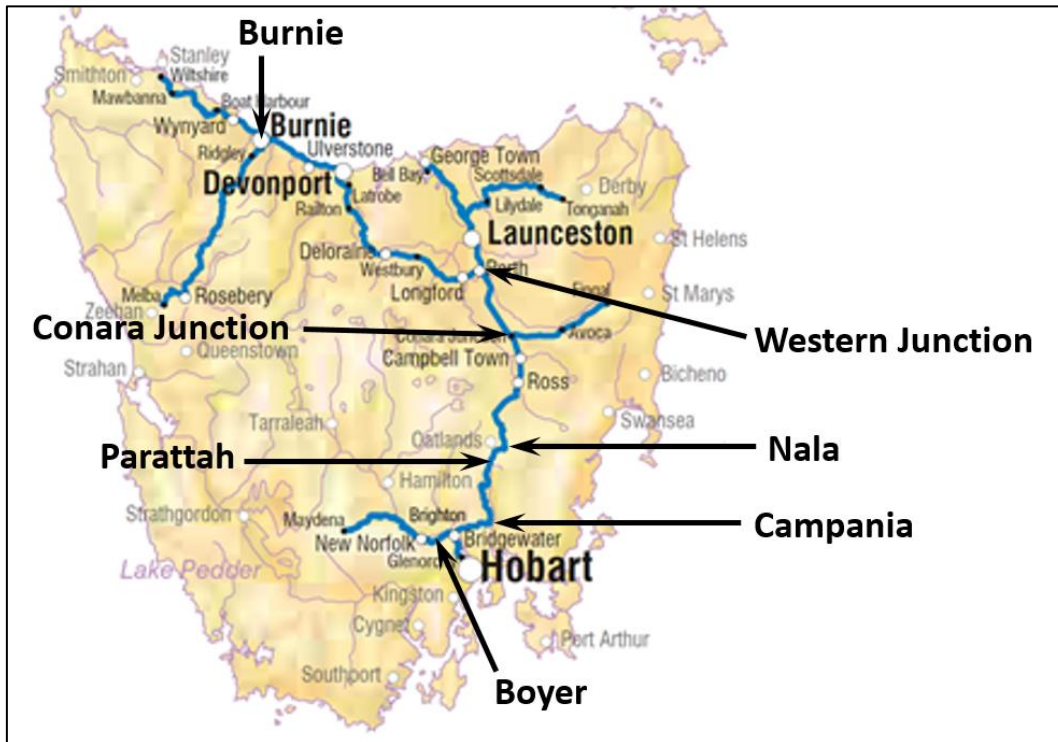 Burnie
Stanley
Smithton
Wiltshire
Mawbanna
Boat Harbour
Wynyard
Burnie
Ridgley
Ulverstone
George Town
Scottsdale
Bell Bay
Derby
Devonport
Latrobe
Railton
Lilydale
Tonganah
Launceston
St Helens
Deloraine
Westbury
Perth
Longford
Fingal
St Marys
Melba
Rosebery
Zeehan
Conara Junction
Conara Junction
Avoca
Western Junction
Queenstown
Campbell Town
Strahan
Ross
Bicheno
Tarraleah
Swansea
Oatlands
Nala
Parattah
Hamilton
Strathgordon
Maydena
Brighton
Campania
New Norfolk
Bridgewater
Lake Pedder
Glenorchy
Hobart
Kingston
Cygnet
Port Arthur
Southport
Boyer